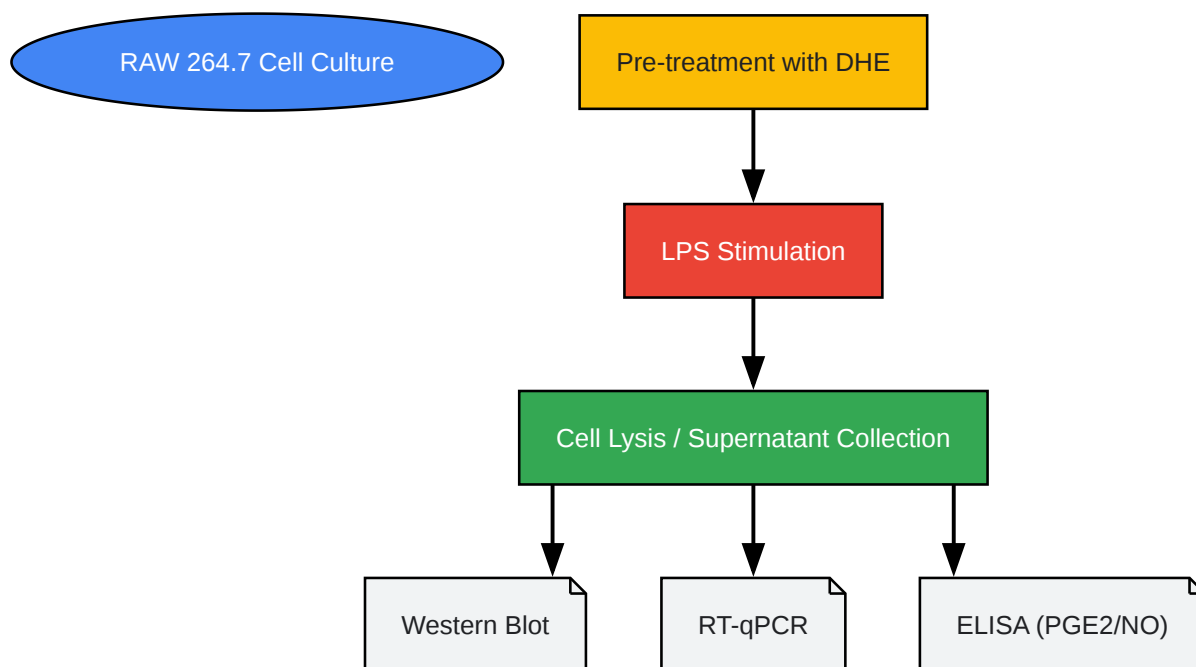 RAW 264.7 Cell Culture
Pre-treatment with DHE
LPS Stimulation
Cell Lysis / Supernatant Collection
Western Blot
RT-qPCR
ELISA (PGE2/NO)